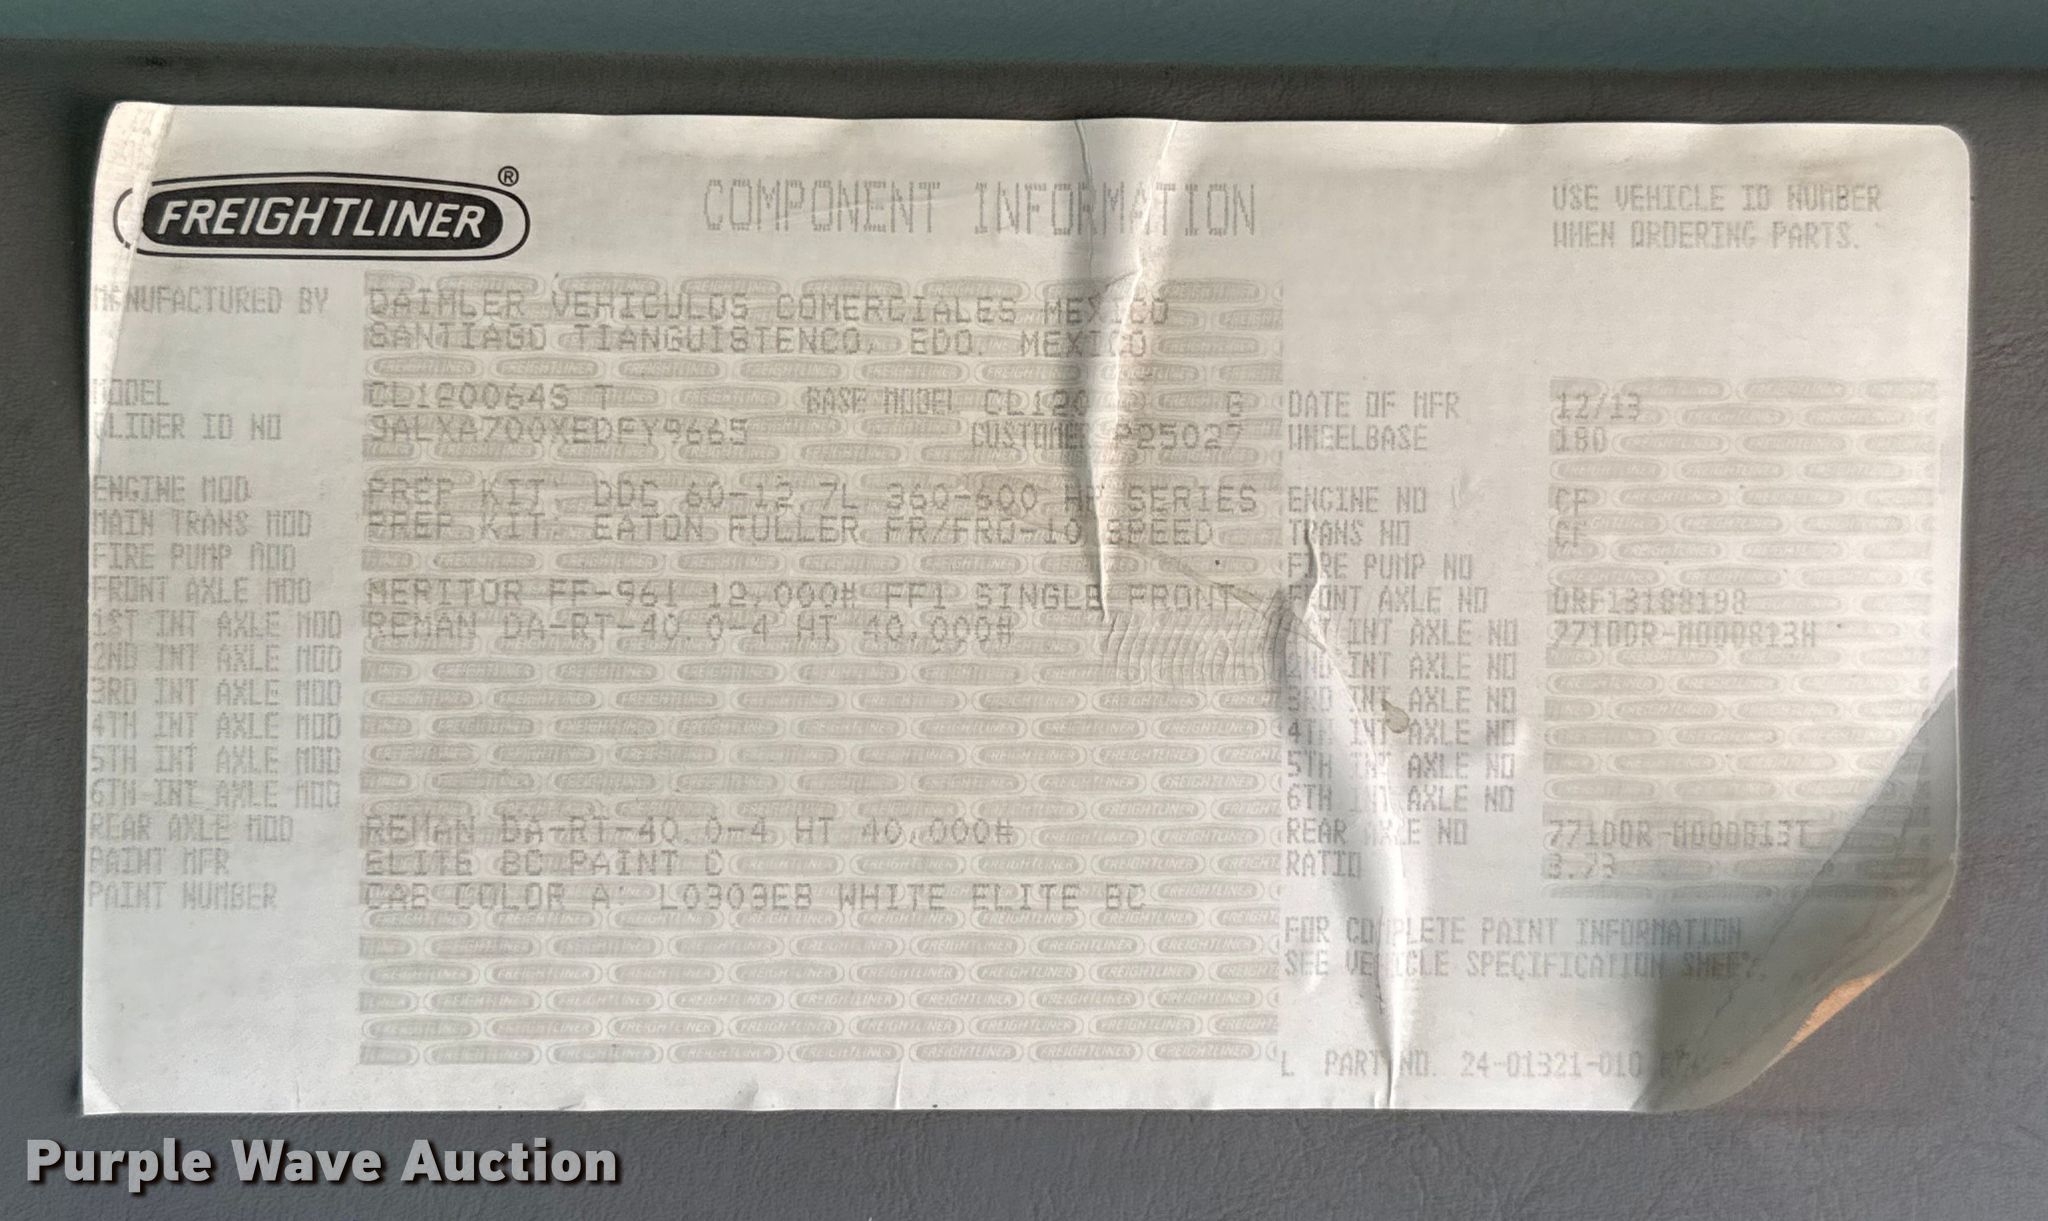 FREIGHTLINER®
COMPONENT INFORMATION
USE VEHICLE ID NUMBER
WHEN ORDERING PARTS.
MANUFACTURED BY DAIMLER VEHICULOS COMERCIALES MEXICO
SANTIAGO TIANGUISTENCO, EDO. MEXICO
MODEL CL120064S T BASE MODEL G DATE OF MFR 12/13
GLIDER ID NO CUSTOMER WHEELBASE 180
ENGINE MOD PREP KIT: DDC 60-12.7L 360-600 HP SERIES ENGINE NO CF
MAIN TRANS MOD PREP KIT: EATON FULLER FR/FRO-10 SPEED TRANS NO CF
FIRE PUMP MOD FIRE PUMP NO
FRONT AXLE MOD MERITOR FF-961 12,000# FF1 SINGLE FRONT FRONT AXLE NO ORF13188198
1ST INT AXLE MOD REMAN DA-RT-40.0-4 HT 40,000# INT AXLE NO
2ND INT AXLE MOD 2ND INT AXLE NO
3RD INT AXLE MOD 3RD INT AXLE NO
4TH INT AXLE MOD 4TH INT AXLE NO
5TH INT AXLE MOD 5TH INT AXLE NO
6TH INT AXLE MOD 6TH INT AXLE NO
REAR AXLE MOD REMAN DA-RT-40.0-4 HT 40,000# REAR AXLE NO
PAINT MFR ELITE BC PAINT C RATIO 3.73
PAINT NUMBER CAB COLOR A: L0309EB WHITE ELITE BC
FOR COMPLETE PAINT INFORMATION
SEE VEHICLE SPECIFICATION SHEET.
L PART NO. 24-01321-010
Purple Wave Auction